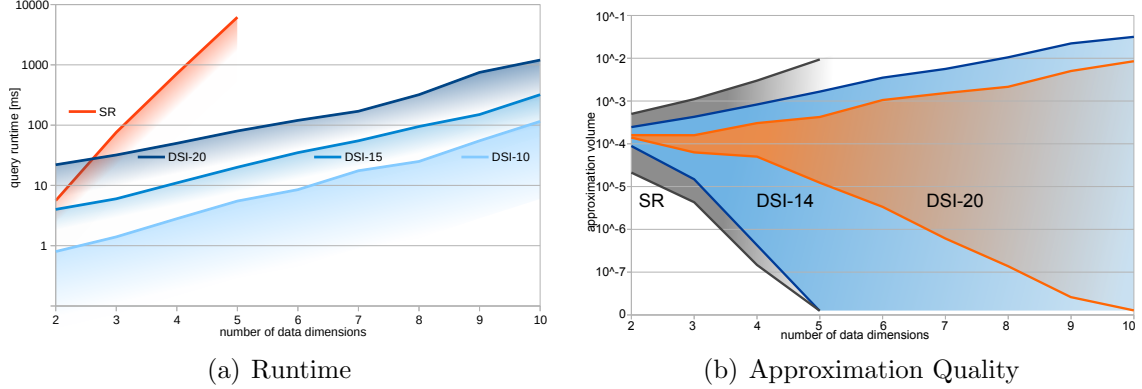 10000
1000
100
10
1
query runtime [ms]
SR
DSI-20
DSI-15
DSI-10
2 3 4 5 6 7 8 9 10
number of data dimensions
(a) Runtime
10^-1
10^-2
10^-3
10^-4
10^-5
10^-6
10^-7
0
approximation volume
SR
DSI-14
DSI-20
2 3 4 5 6 7 8 9 10
number of data dimensions
(b) Approximation Quality